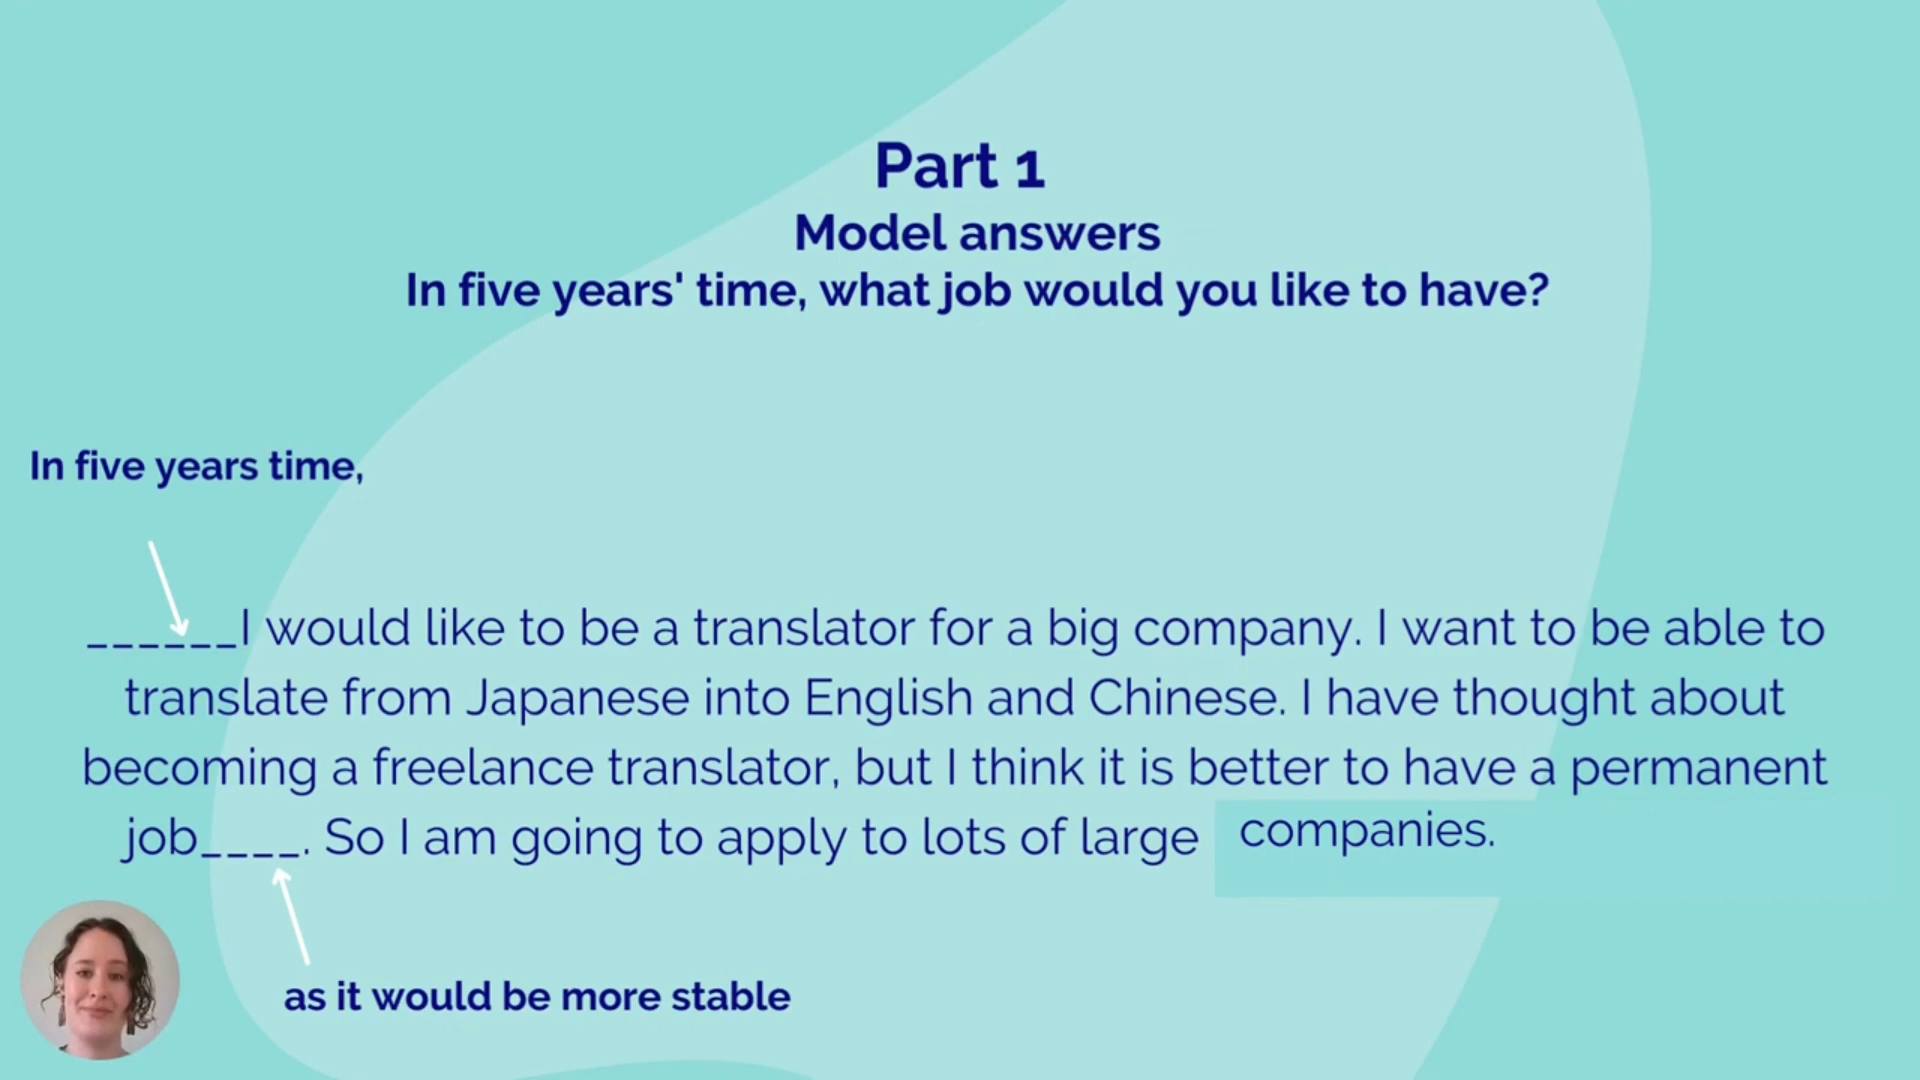 Part 1
Model answers
In five years' time, what job would you like to have?
In five years time,
______I would like to be a translator for a big company. I want to be able to
translate from Japanese into English and Chinese. I have thought about
becoming a freelance translator, but I think it is better to have a permanent
job____. So I am going to apply to lots of large companies.
as it would be more stable